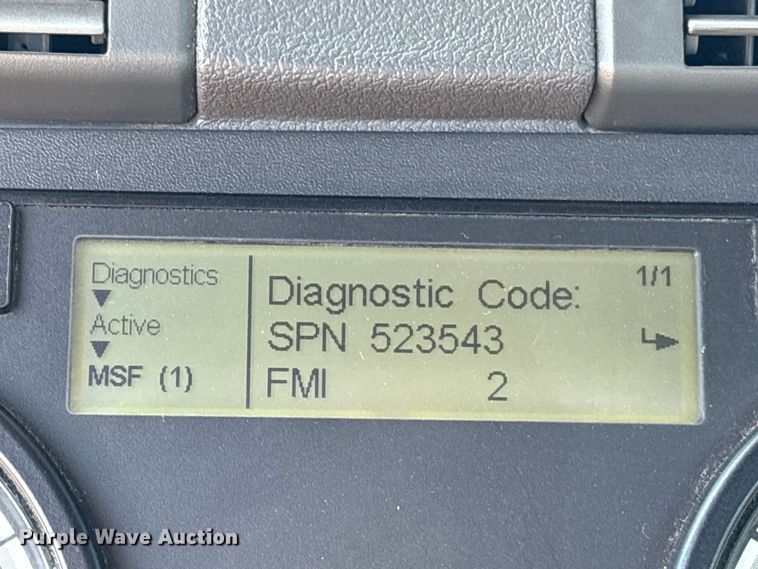 Diagnostics
Active
MSF (1)
Diagnostic Code:
1/1
SPN 523543
FMI 2
Purple Wave Auction